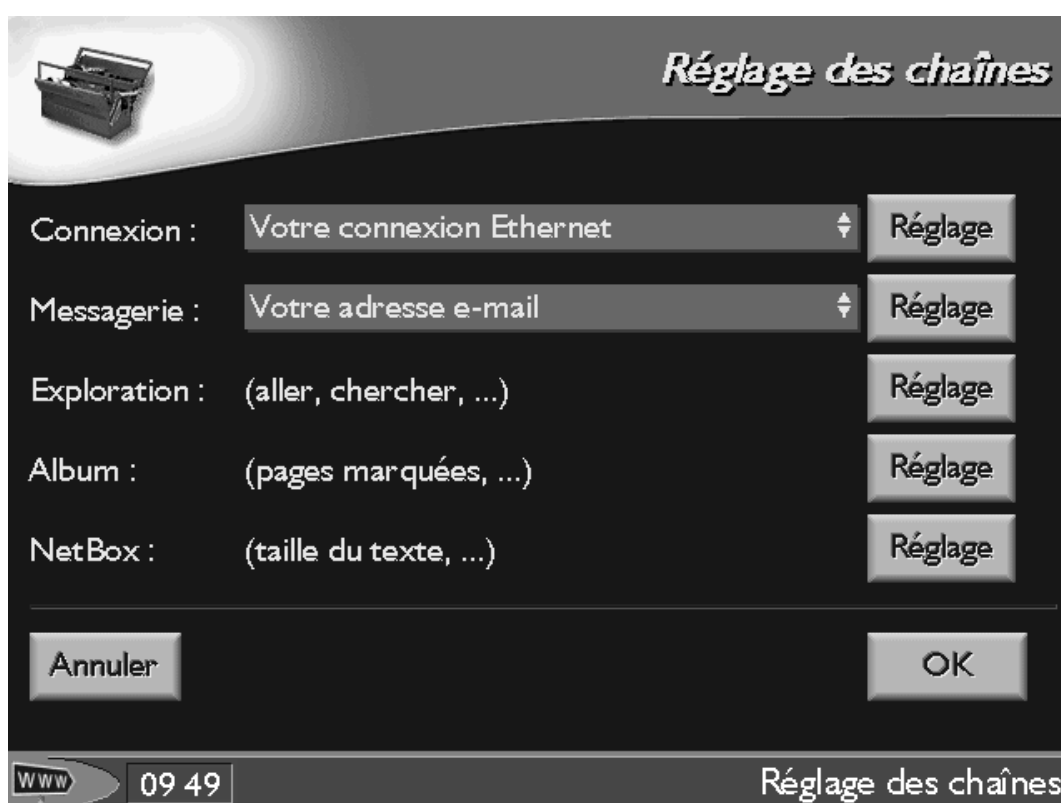 Réglage des chaînes
Connexion : Votre connexion Ethernet Réglage
Messagerie : Votre adresse e-mail Réglage
Exploration : (aller, chercher, ...) Réglage
Album : (pages marquées, ...) Réglage
NetBox : (taille du texte, ...) Réglage
Annuler OK
WWW 09 49 Réglage des chaînes